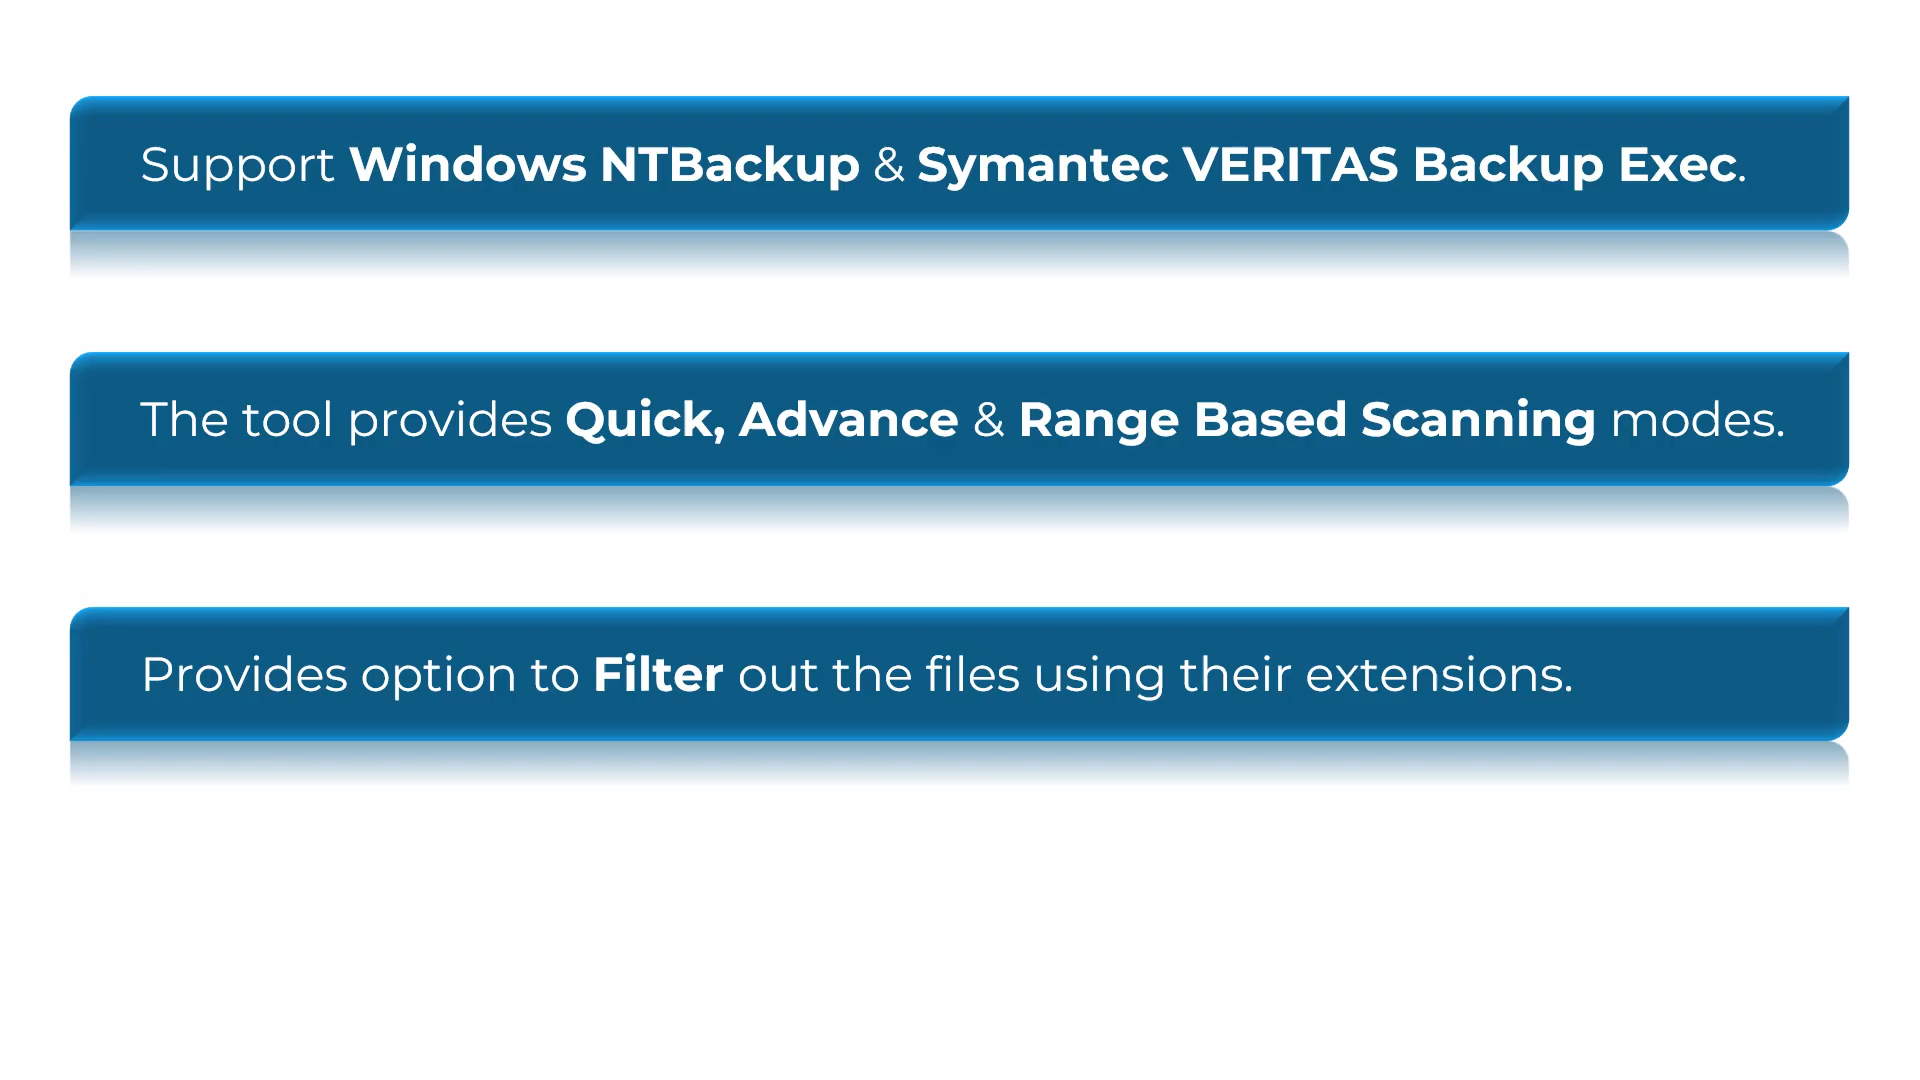 Support Windows NTBackup & Symantec VERITAS Backup Exec.
The tool provides Quick, Advance & Range Based Scanning modes.
Provides option to Filter out the files using their extensions.